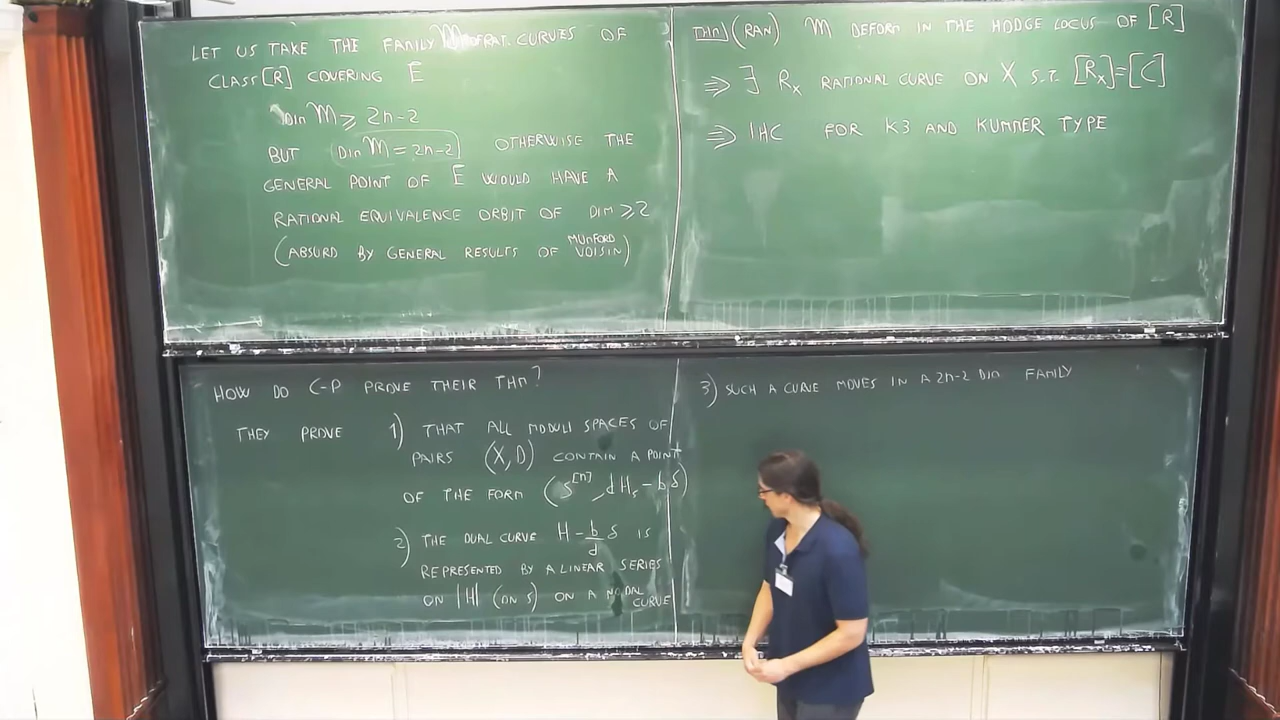 LET US TAKE THE FAMILY M OF RAT. CURVES OF
CLASS [R] COVERING E
DIM M ≥ 2n-2
BUT DIM M = 2n-2 OTHERWISE THE
GENERAL POINT OF E WOULD HAVE A
RATIONAL EQUIVALENCE ORBIT OF DIM ≥ 2
(ABSURD BY GENERAL RESULTS OF MUMFORD VOISIN)
THM) (RAN) M DEFORM IN THE HODGE LOCUS OF [R]
⇒ ∃ Rx RATIONAL CURVE ON X S.T. [Rx]=[C]
⇒ IHC FOR K3 AND KUMMER TYPE
HOW DO C-P PROVE THEIR THM?
THEY PROVE 1) THAT ALL MODULI SPACES OF
PAIRS (X,D) CONTAIN A POINT
OF THE FORM (S^[n], dH_s - bδ)
2) THE DUAL CURVE H - b/d δ IS
REPRESENTED BY A LINEAR SERIES
ON |H| (ON S) ON A NODAL CURVE
3) SUCH A CURVE MOVES IN A 2n-2 DIM FAMILY